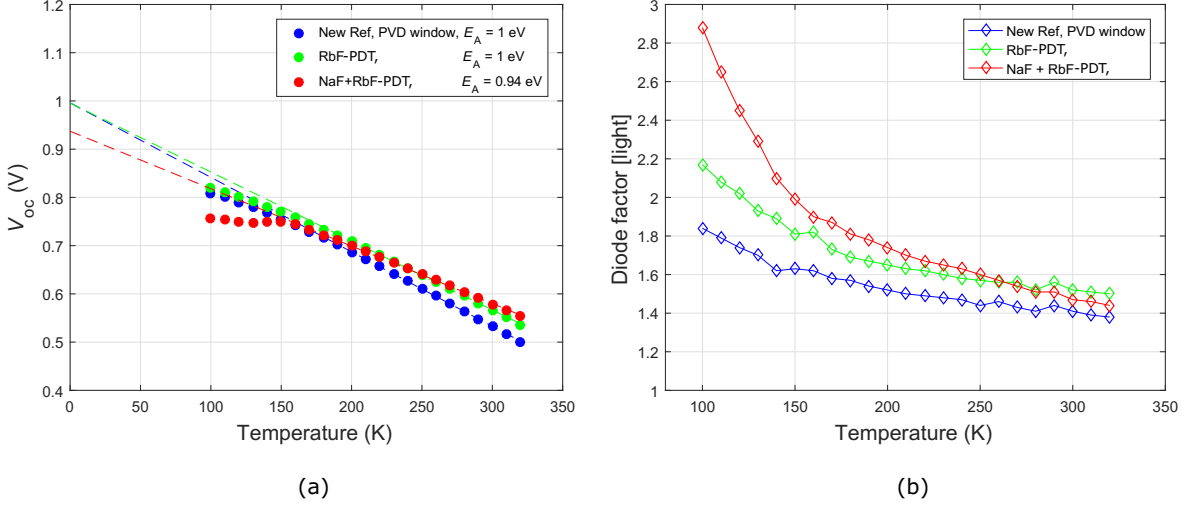 New Ref, PVD window, E_A = 1 eV
RbF-PDT, E_A = 1 eV
NaF+RbF-PDT, E_A = 0.94 eV
V_oc (V)
1.2
1.1
1
0.9
0.8
0.7
0.6
0.5
0.4
0 50 100 150 200 250 300 350
Temperature (K)
(a)
New Ref, PVD window
RbF-PDT,
NaF + RbF-PDT,
Diode factor [light]
3
2.8
2.6
2.4
2.2
2
1.8
1.6
1.4
1.2
1
100 150 200 250 300 350
Temperature (K)
(b)